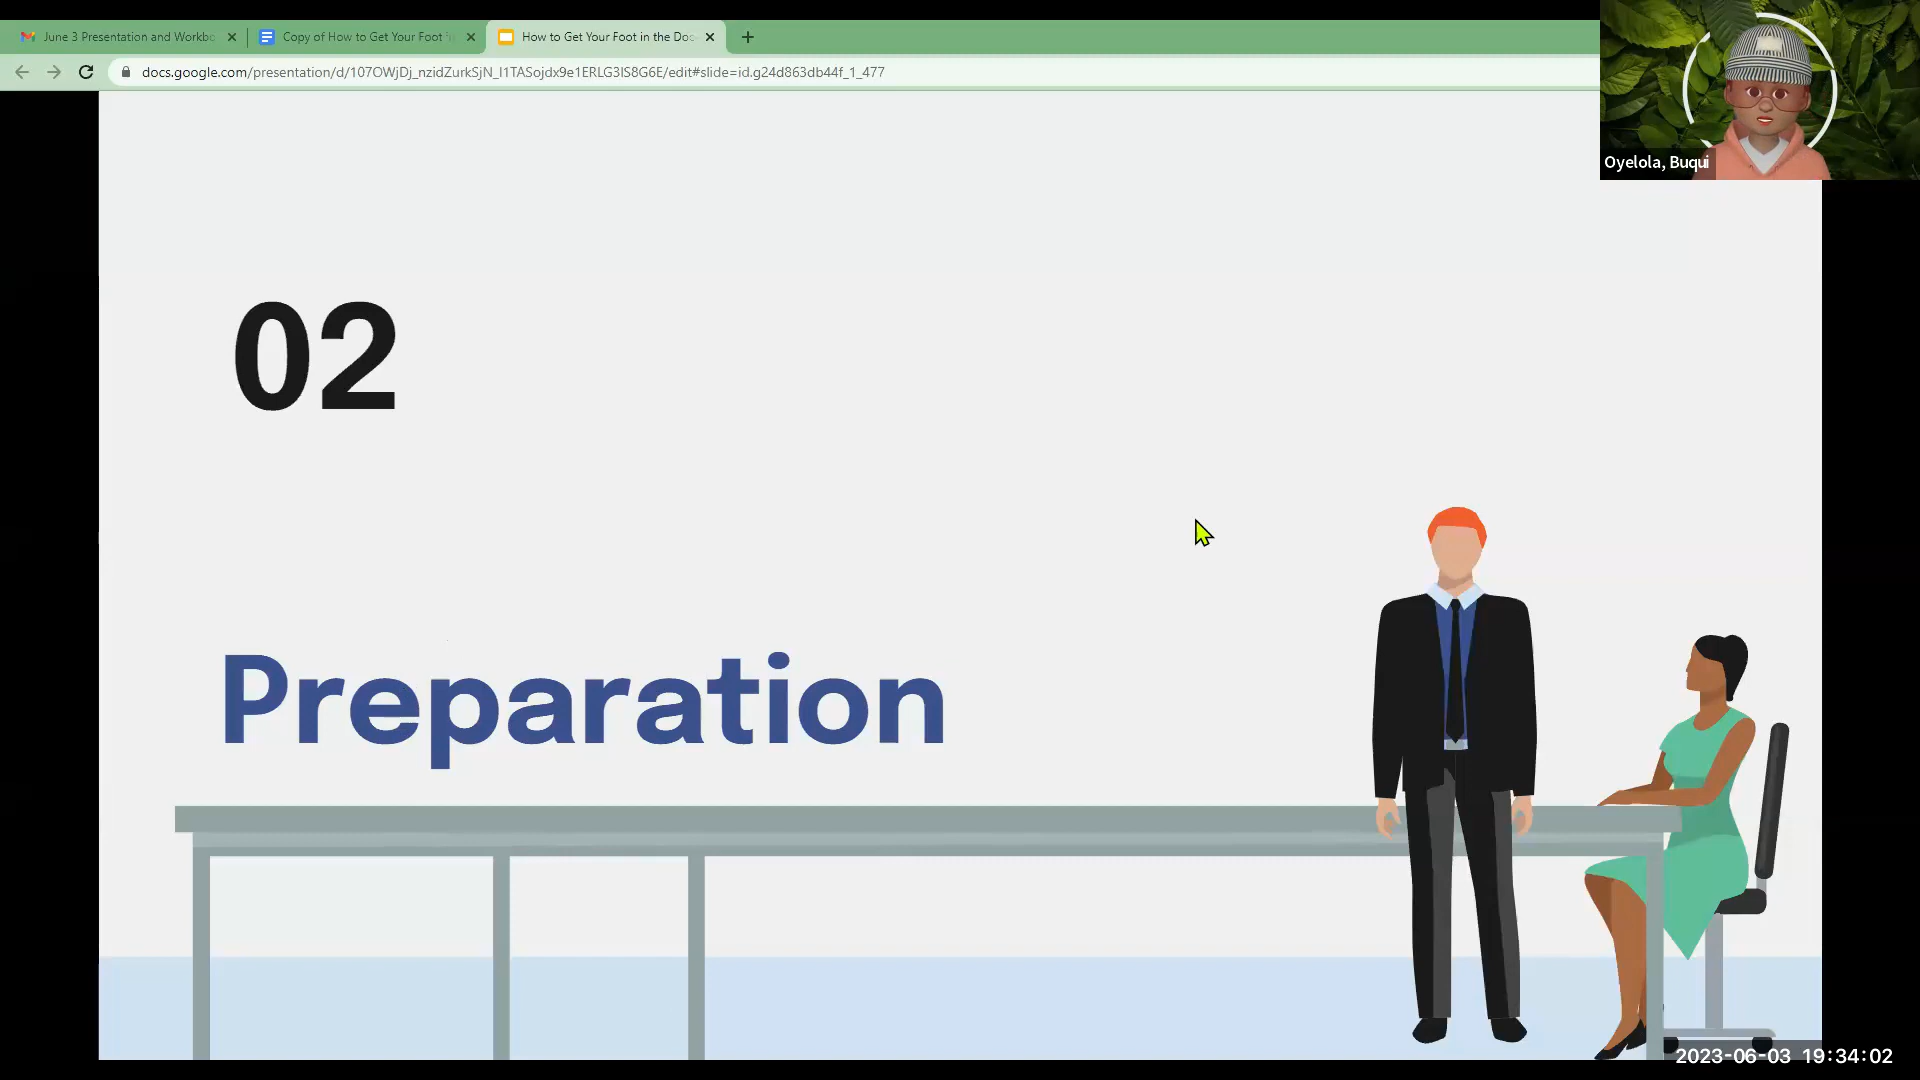 June 3 Presentation and Workbo
Copy of How to Get Your Foot in
How to Get Your Foot in the Doo
docs.google.com/presentation/d/107OWjDj_nzidZurkSjN_l1TASojdx9e1ERLG3lS8G6E/edit#slide=id.g24d863db44f_1_477
Oyelola, Buqui
02
Preparation
2023-06-03 19:34:02